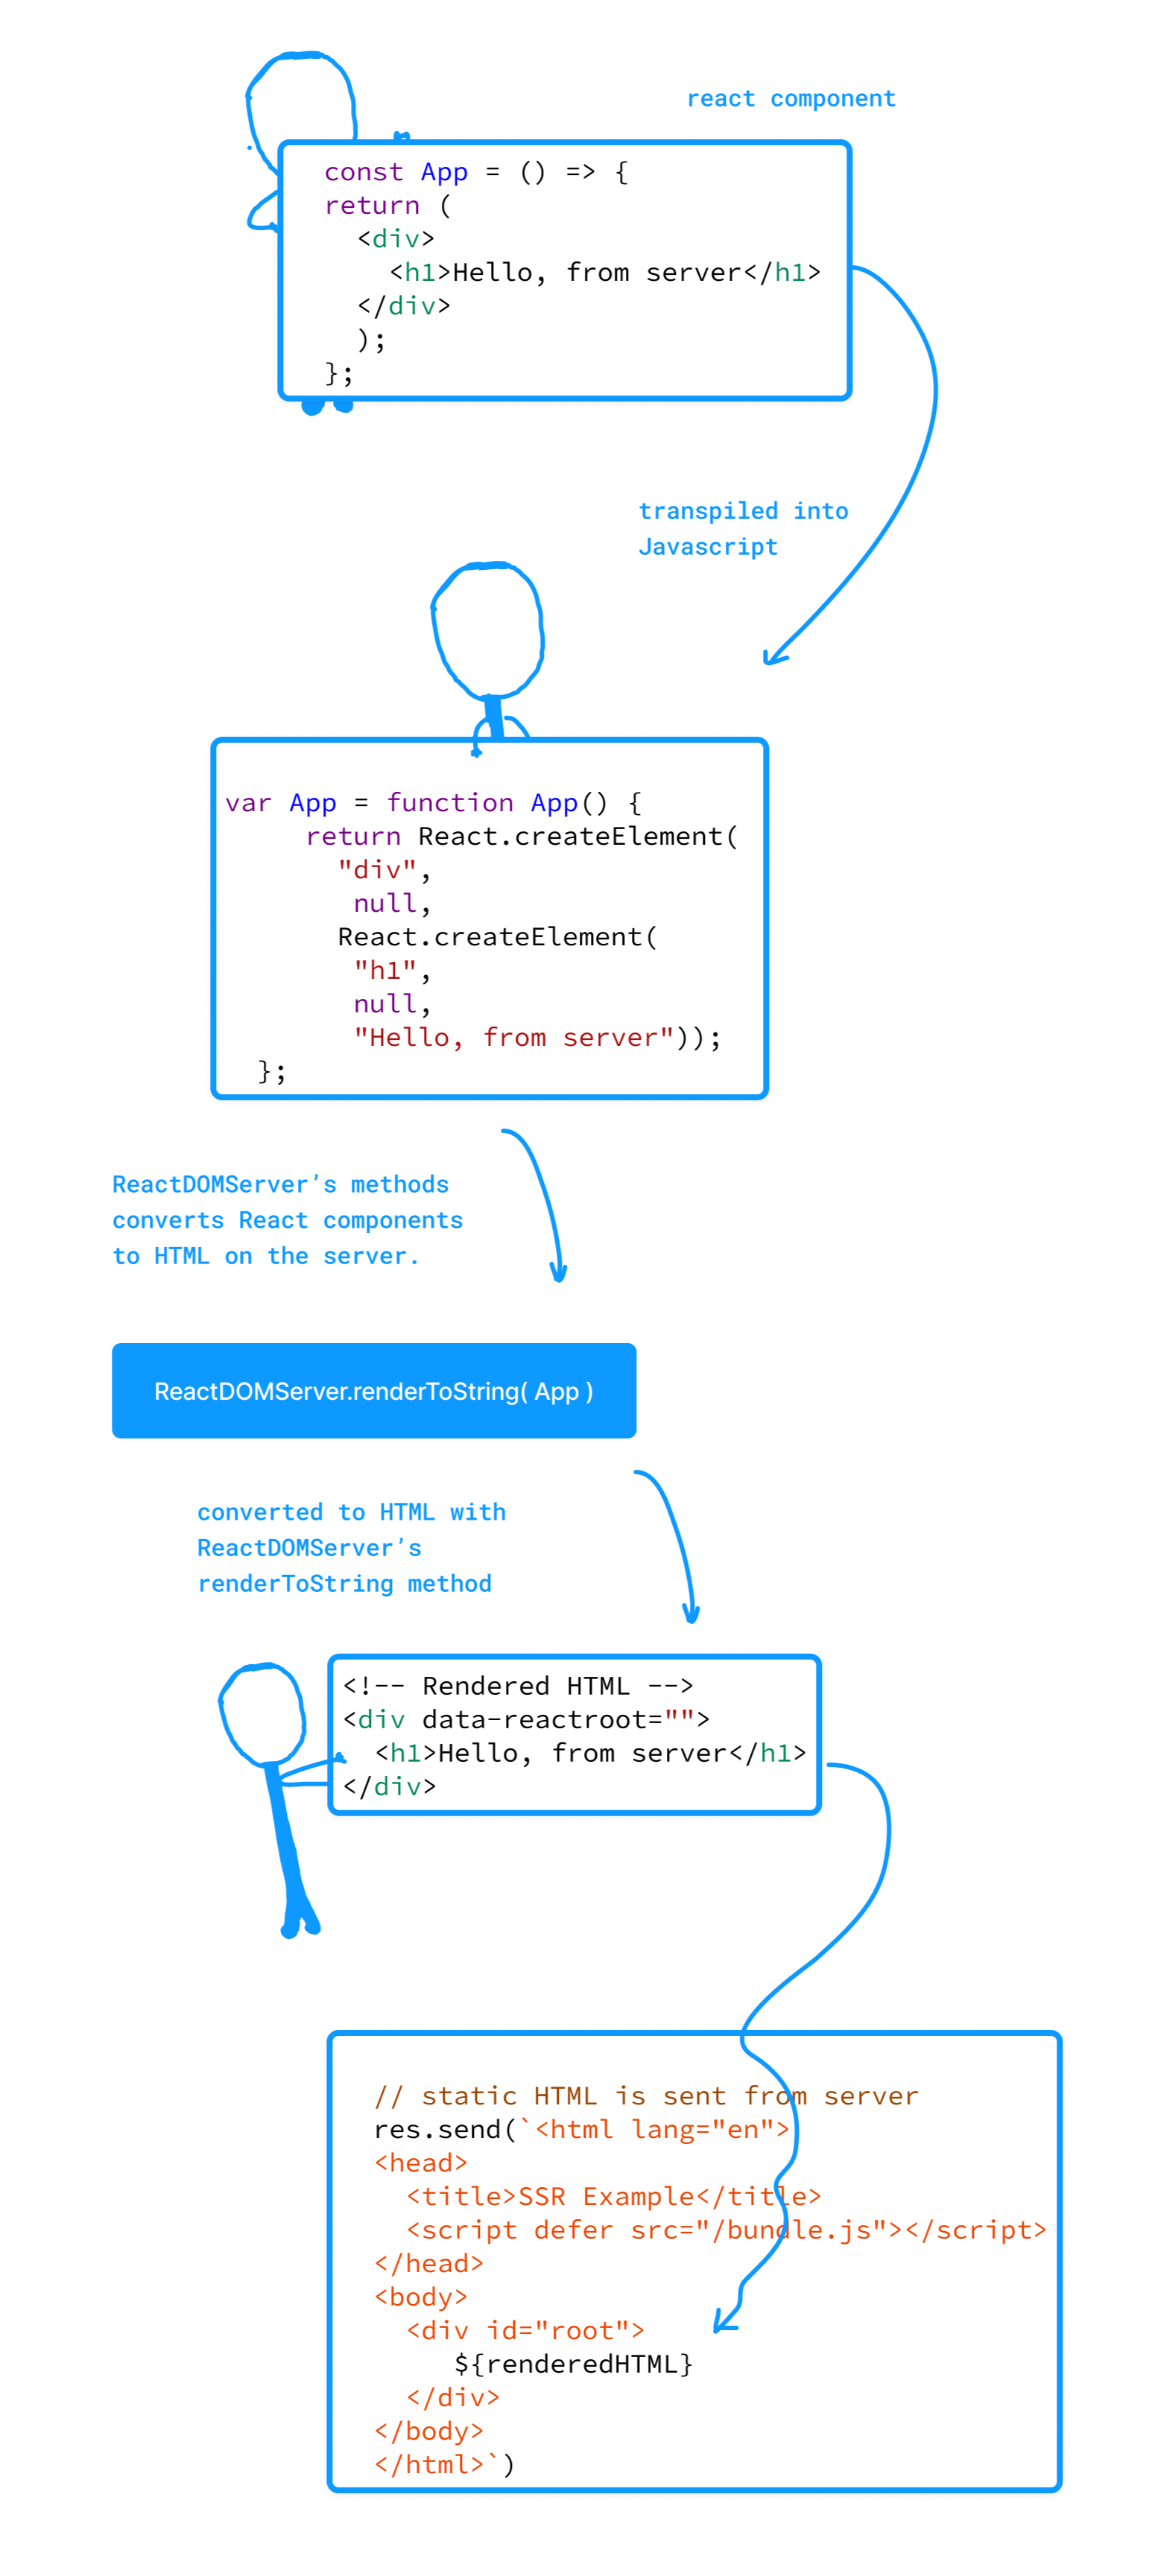 react component
const App = () => {
return (
<div>
<h1>Hello, from server</h1>
</div>
);
};
transpiled into
Javascript
var App = function App() {
return React.createElement(
"div",
null,
React.createElement(
"h1",
null,
"Hello, from server"));
};
ReactDOMServer’s methods
converts React components
to HTML on the server.
ReactDOMServer.renderToString( App )
converted to HTML with
ReactDOMServer’s
renderToString method
<!-- Rendered HTML -->
<div data-reactroot="">
<h1>Hello, from server</h1>
</div>
// static HTML is sent from server
res.send(`<html lang="en">
<head>
<title>SSR Example</title>
<script defer src="/bundle.js"></script>
</head>
<body>
<div id="root">
${renderedHTML}
</div>
</body>
</html>`)